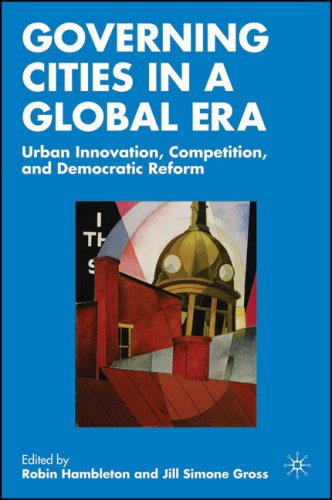 GOVERNING
CITIES IN A
GLOBAL ERA
Urban Innovation, Competition,
and Democratic Reform
I
TH
S
Edited by
Robin Hambleton and Jill Simone Gross